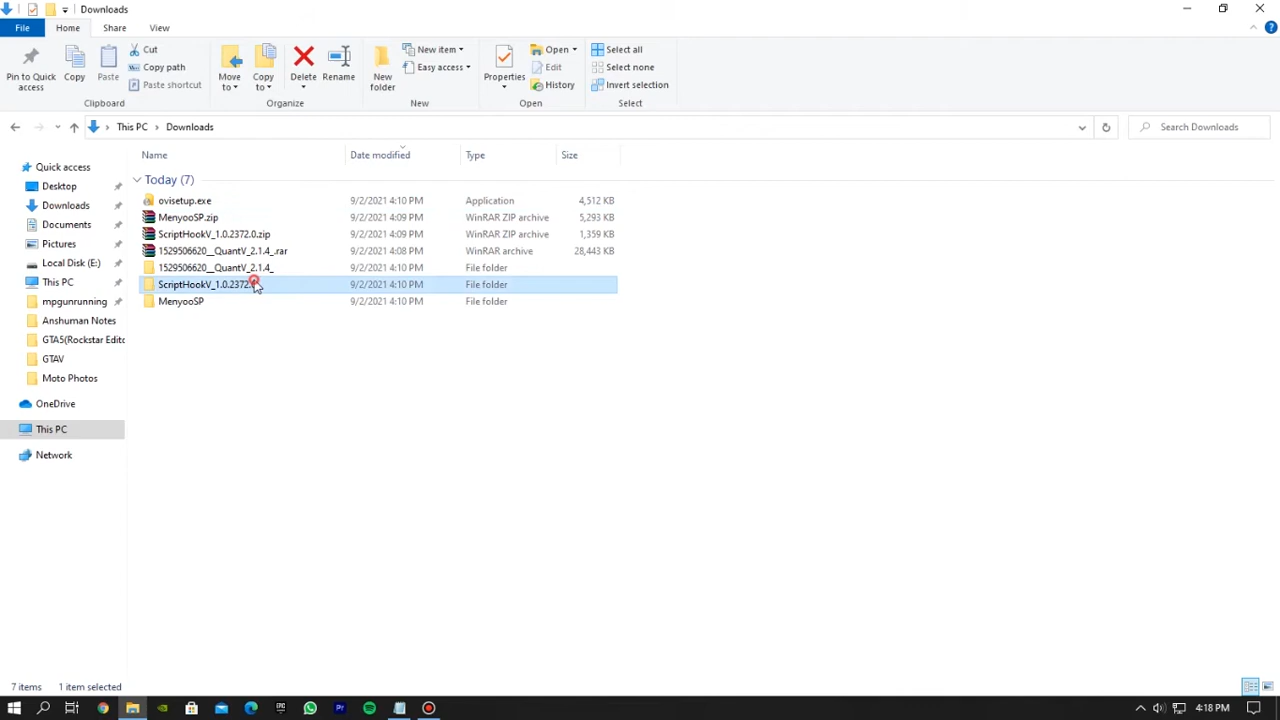 Downloads
File Home Share View
Pin to Quick access
Copy
Paste
Cut
Copy path
Paste shortcut
Clipboard
Move to
Copy to
Delete
Rename
Organize
New folder
New item
Easy access
New
Properties
Open
Edit
History
Open
Select all
Select none
Invert selection
Select
This PC Downloads
Search Downloads
Quick access
Desktop
Downloads
Documents
Pictures
Local Disk (E:)
This PC
mpgunrunning
Anshuman Notes
GTA5(Rockstar Edito
GTAV
Moto Photos
OneDrive
This PC
Network
Name Date modified Type Size
Today (7)
ovisetup.exe 9/2/2021 4:10 PM Application 4,512 KB
MenyooSP.zip 9/2/2021 4:09 PM WinRAR ZIP archive 5,293 KB
ScriptHookV_1.0.2372.0.zip 9/2/2021 4:09 PM WinRAR ZIP archive 1,359 KB
1529506620__QuantV_2.1.4_.rar 9/2/2021 4:08 PM WinRAR archive 28,443 KB
1529506620__QuantV_2.1.4_ 9/2/2021 4:10 PM File folder
ScriptHookV_1.0.2372. 9/2/2021 4:10 PM File folder
MenyooSP 9/2/2021 4:10 PM File folder
7 items 1 item selected
4:18 PM